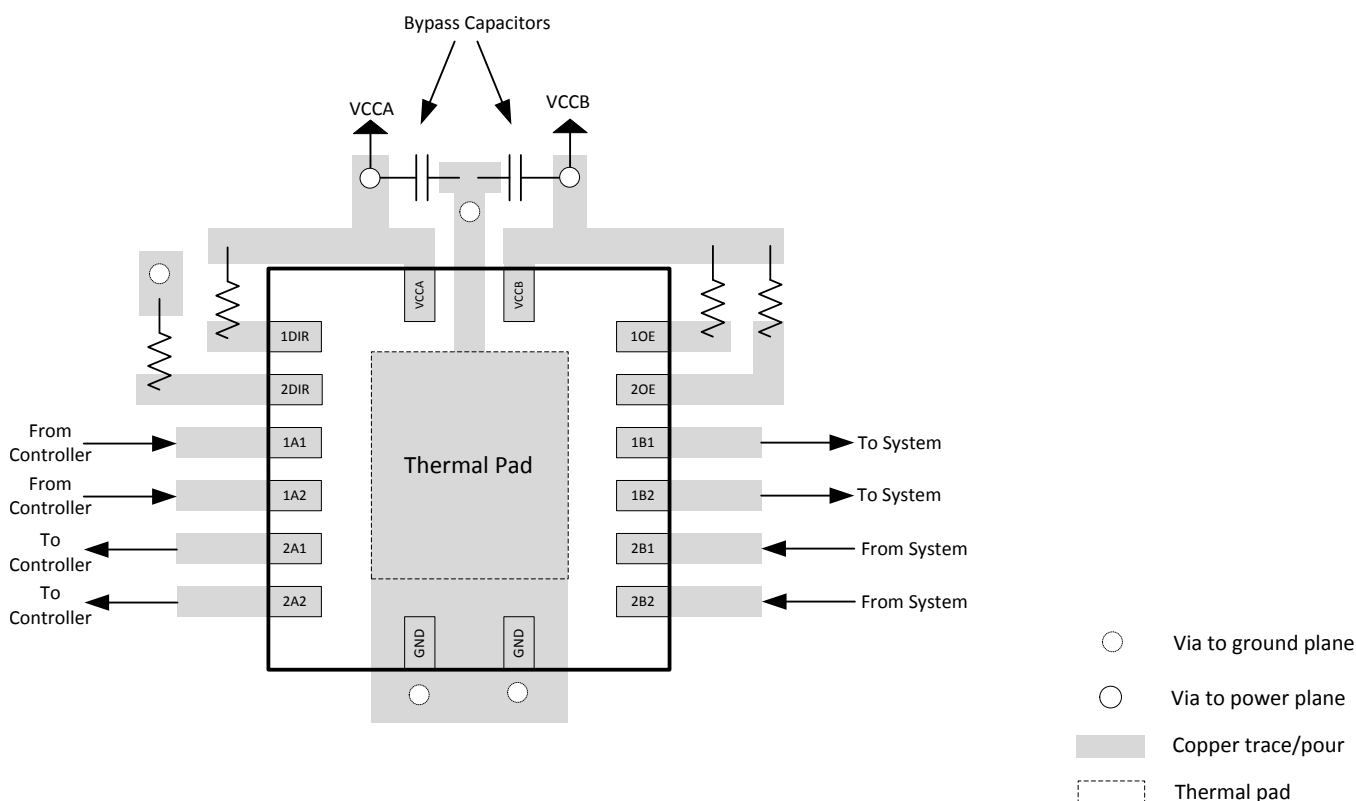 Bypass Capacitors
VCCA
VCCB
VCCA
VCCB
1DIR
1OE
2DIR
2OE
From
Controller
1A1
1B1
To System
From
Controller
1A2
1B2
To System
To
Controller
2A1
2B1
From System
To
Controller
2A2
2B2
From System
Thermal Pad
GND
GND
Via to ground plane
Via to power plane
Copper trace/pour
Thermal pad